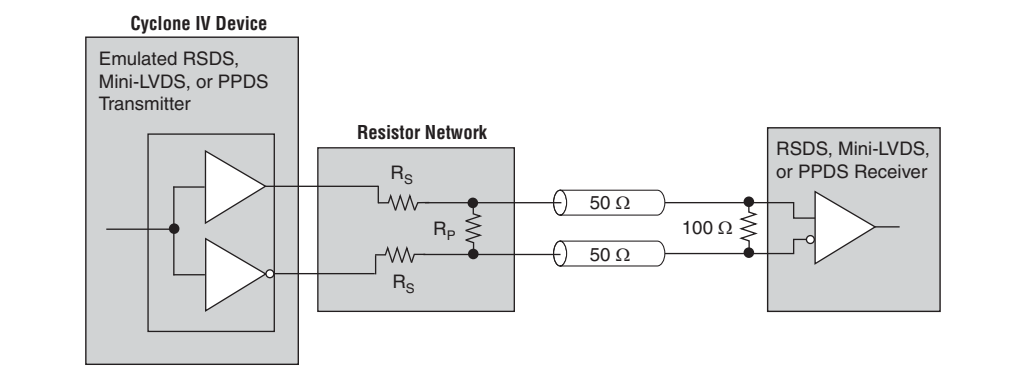 Cyclone IV Device
Emulated RSDS,
Mini-LVDS, or PPDS
Transmitter
Resistor Network
RS
RP
RS
50 Ω
50 Ω
100 Ω
RSDS, Mini-LVDS,
or PPDS Receiver